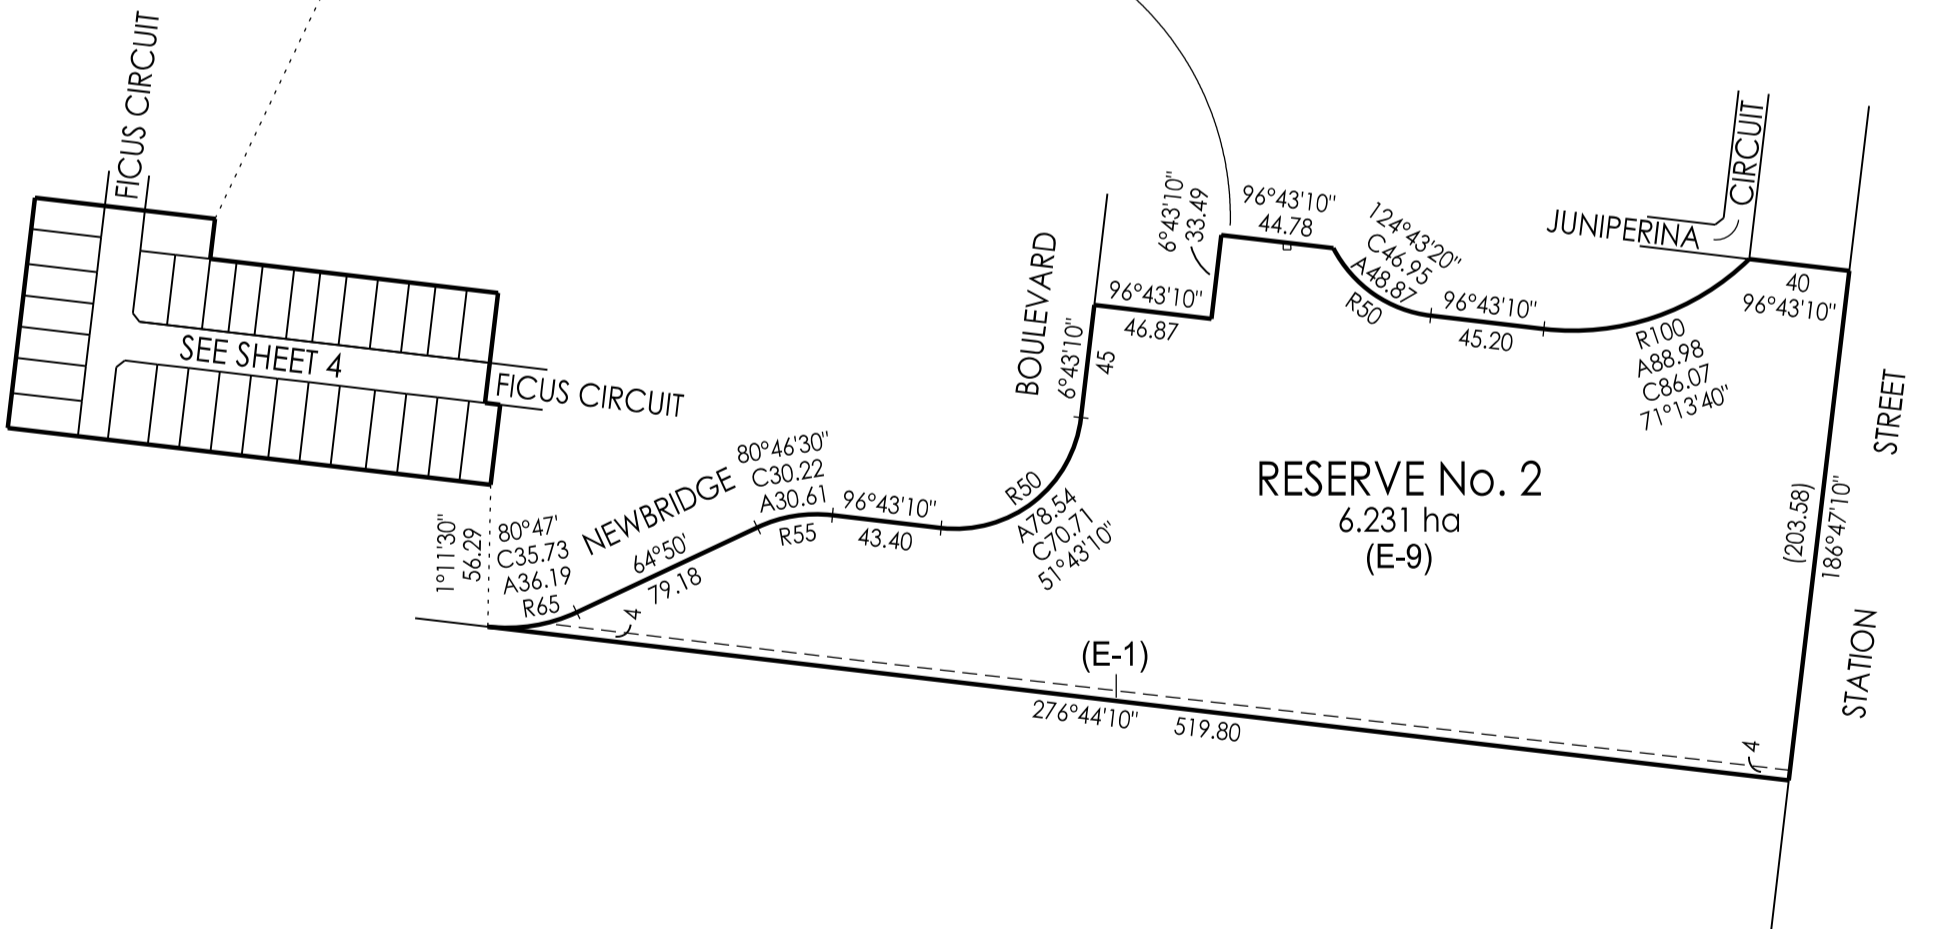 FICUS CIRCUIT
SEE SHEET 4
FICUS CIRCUIT
1°11'30"
56.29
80°47'
C35.73
A36.19
R65
NEWBRIDGE
64°50'
79.18
4
80°46'30"
C30.22
A30.61
R55
96°43'10"
43.40
R50
A78.54
C70.71
51°43'10"
BOULEVARD
6°43'10"
45
96°43'10"
46.87
6°43'10"
33.49
96°43'10"
44.78
124°43'20"
C46.95
A48.87
R50
96°43'10"
45.20
JUNIPERINA
CIRCUIT
R100
A88.98
C86.07
71°13'40"
40
96°43'10"
RESERVE No. 2
6.231 ha
(E-9)
(203.58)
186°47'10"
STREET
STATION
(E-1)
276°44'10"
519.80
4